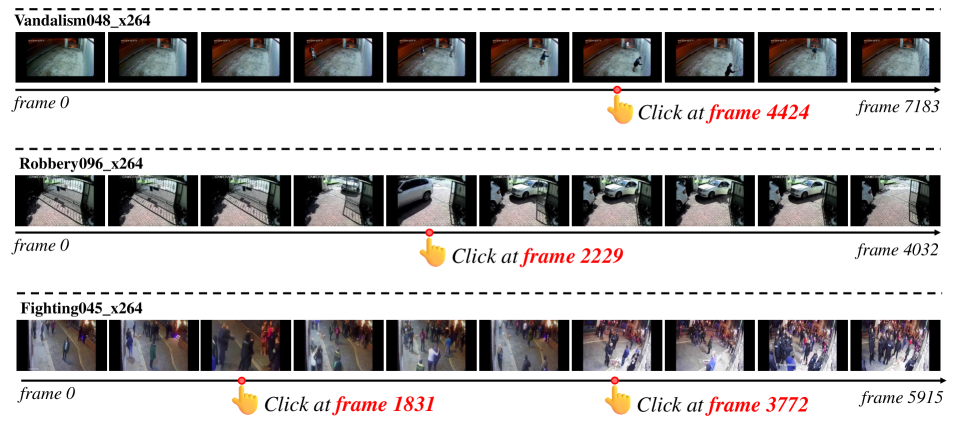 Vandalism048_x264
frame 0
Click at frame 4424
frame 7183
Robbery096_x264
frame 0
Click at frame 2229
frame 4032
Fighting045_x264
frame 0
Click at frame 1831
Click at frame 3772
frame 5915